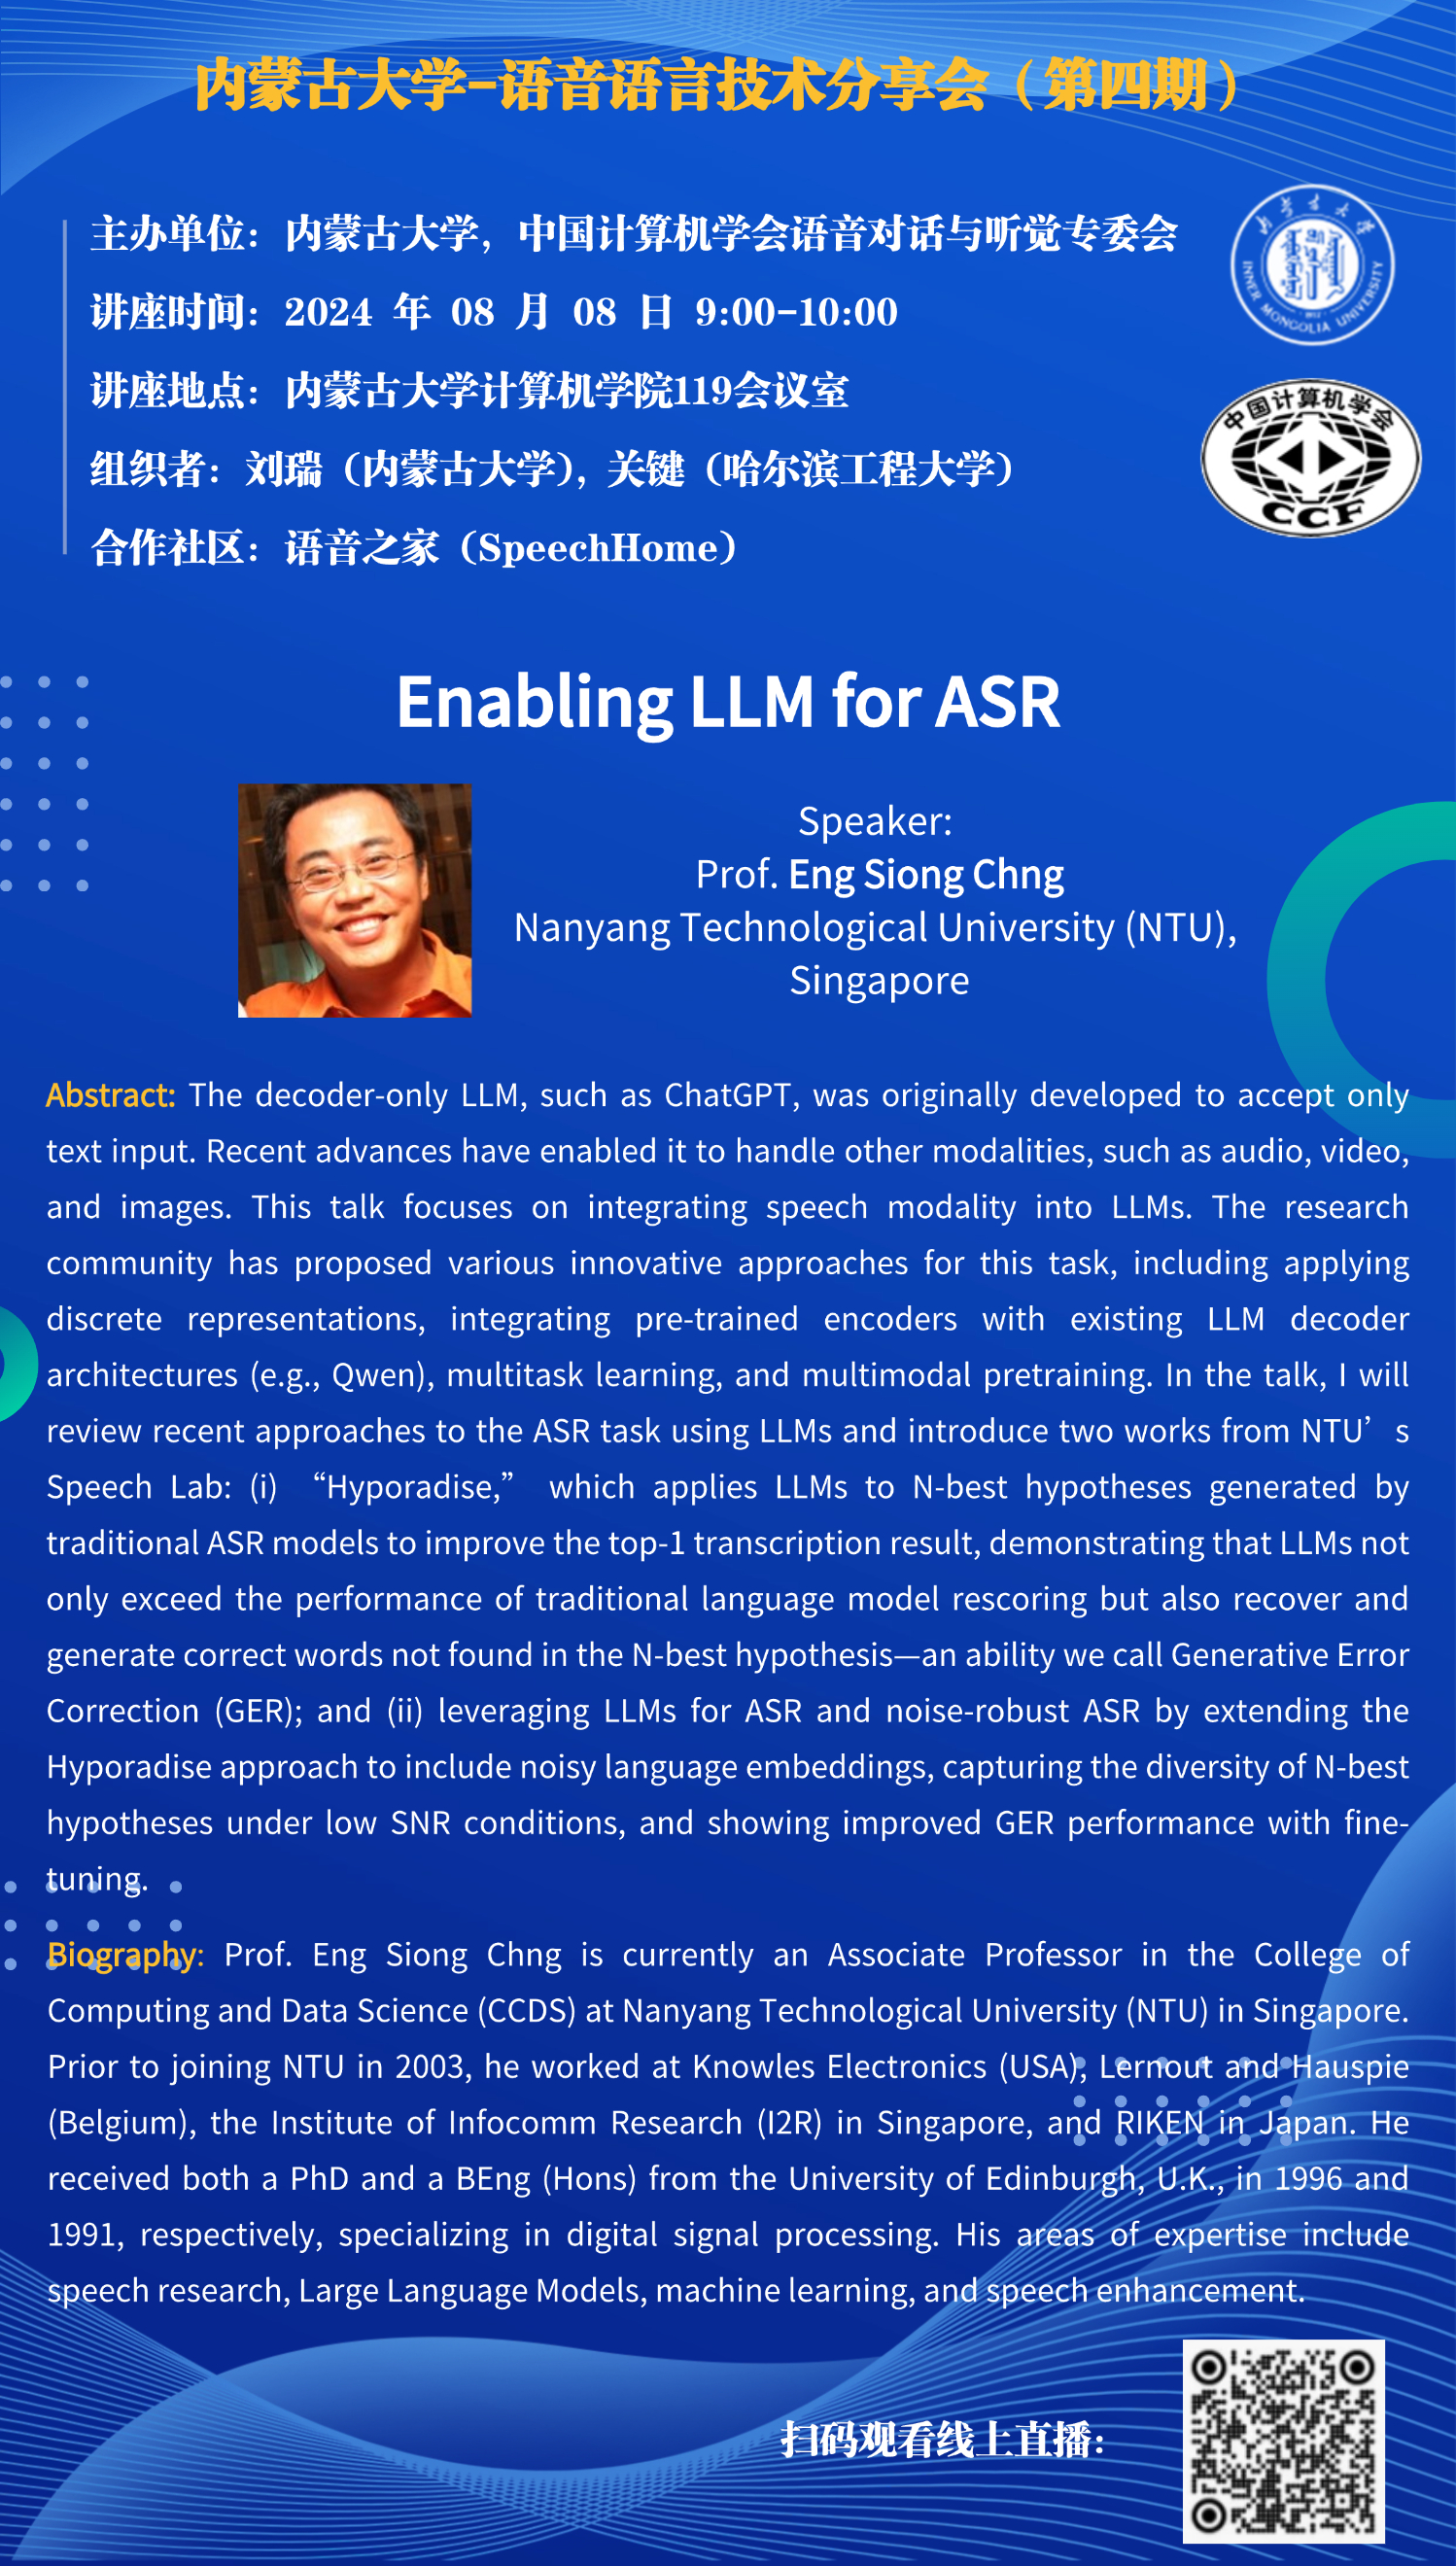 内蒙古大学-语音语言技术分享会（第四期）
主办单位：内蒙古大学，中国计算机学会语音对话与听觉专委会
讲座时间：2024 年 08 月 08 日 9:00-10:00
讲座地点：内蒙古大学计算机学院119会议室
组织者：刘瑞（内蒙古大学），关键（哈尔滨工程大学）
合作社区：语音之家（SpeechHome）
INNER MONGOLIA UNIVERSITY
中国计算机学会
CCF
Enabling LLM for ASR
Speaker:
Prof. Eng Siong Chng
Nanyang Technological University (NTU),
Singapore
Abstract: The decoder-only LLM, such as ChatGPT, was originally developed to accept only
text input. Recent advances have enabled it to handle other modalities, such as audio, video,
and images. This talk focuses on integrating speech modality into LLMs. The research
community has proposed various innovative approaches for this task, including applying
discrete representations, integrating pre-trained encoders with existing LLM decoder
architectures (e.g., Qwen), multitask learning, and multimodal pretraining. In the talk, I will
review recent approaches to the ASR task using LLMs and introduce two works from NTU’s
Speech Lab: (i) “Hyporadise,” which applies LLMs to N-best hypotheses generated by
traditional ASR models to improve the top-1 transcription result, demonstrating that LLMs not
only exceed the performance of traditional language model rescoring but also recover and
generate correct words not found in the N-best hypothesis—an ability we call Generative Error
Correction (GER); and (ii) leveraging LLMs for ASR and noise-robust ASR by extending the
Hyporadise approach to include noisy language embeddings, capturing the diversity of N-best
hypotheses under low SNR conditions, and showing improved GER performance with fine-
tuning.
Biography: Prof. Eng Siong Chng is currently an Associate Professor in the College of
Computing and Data Science (CCDS) at Nanyang Technological University (NTU) in Singapore.
Prior to joining NTU in 2003, he worked at Knowles Electronics (USA), Lernout and Hauspie
(Belgium), the Institute of Infocomm Research (I2R) in Singapore, and RIKEN in Japan. He
received both a PhD and a BEng (Hons) from the University of Edinburgh, U.K., in 1996 and
1991, respectively, specializing in digital signal processing. His areas of expertise include
speech research, Large Language Models, machine learning, and speech enhancement.
扫码观看线上直播：